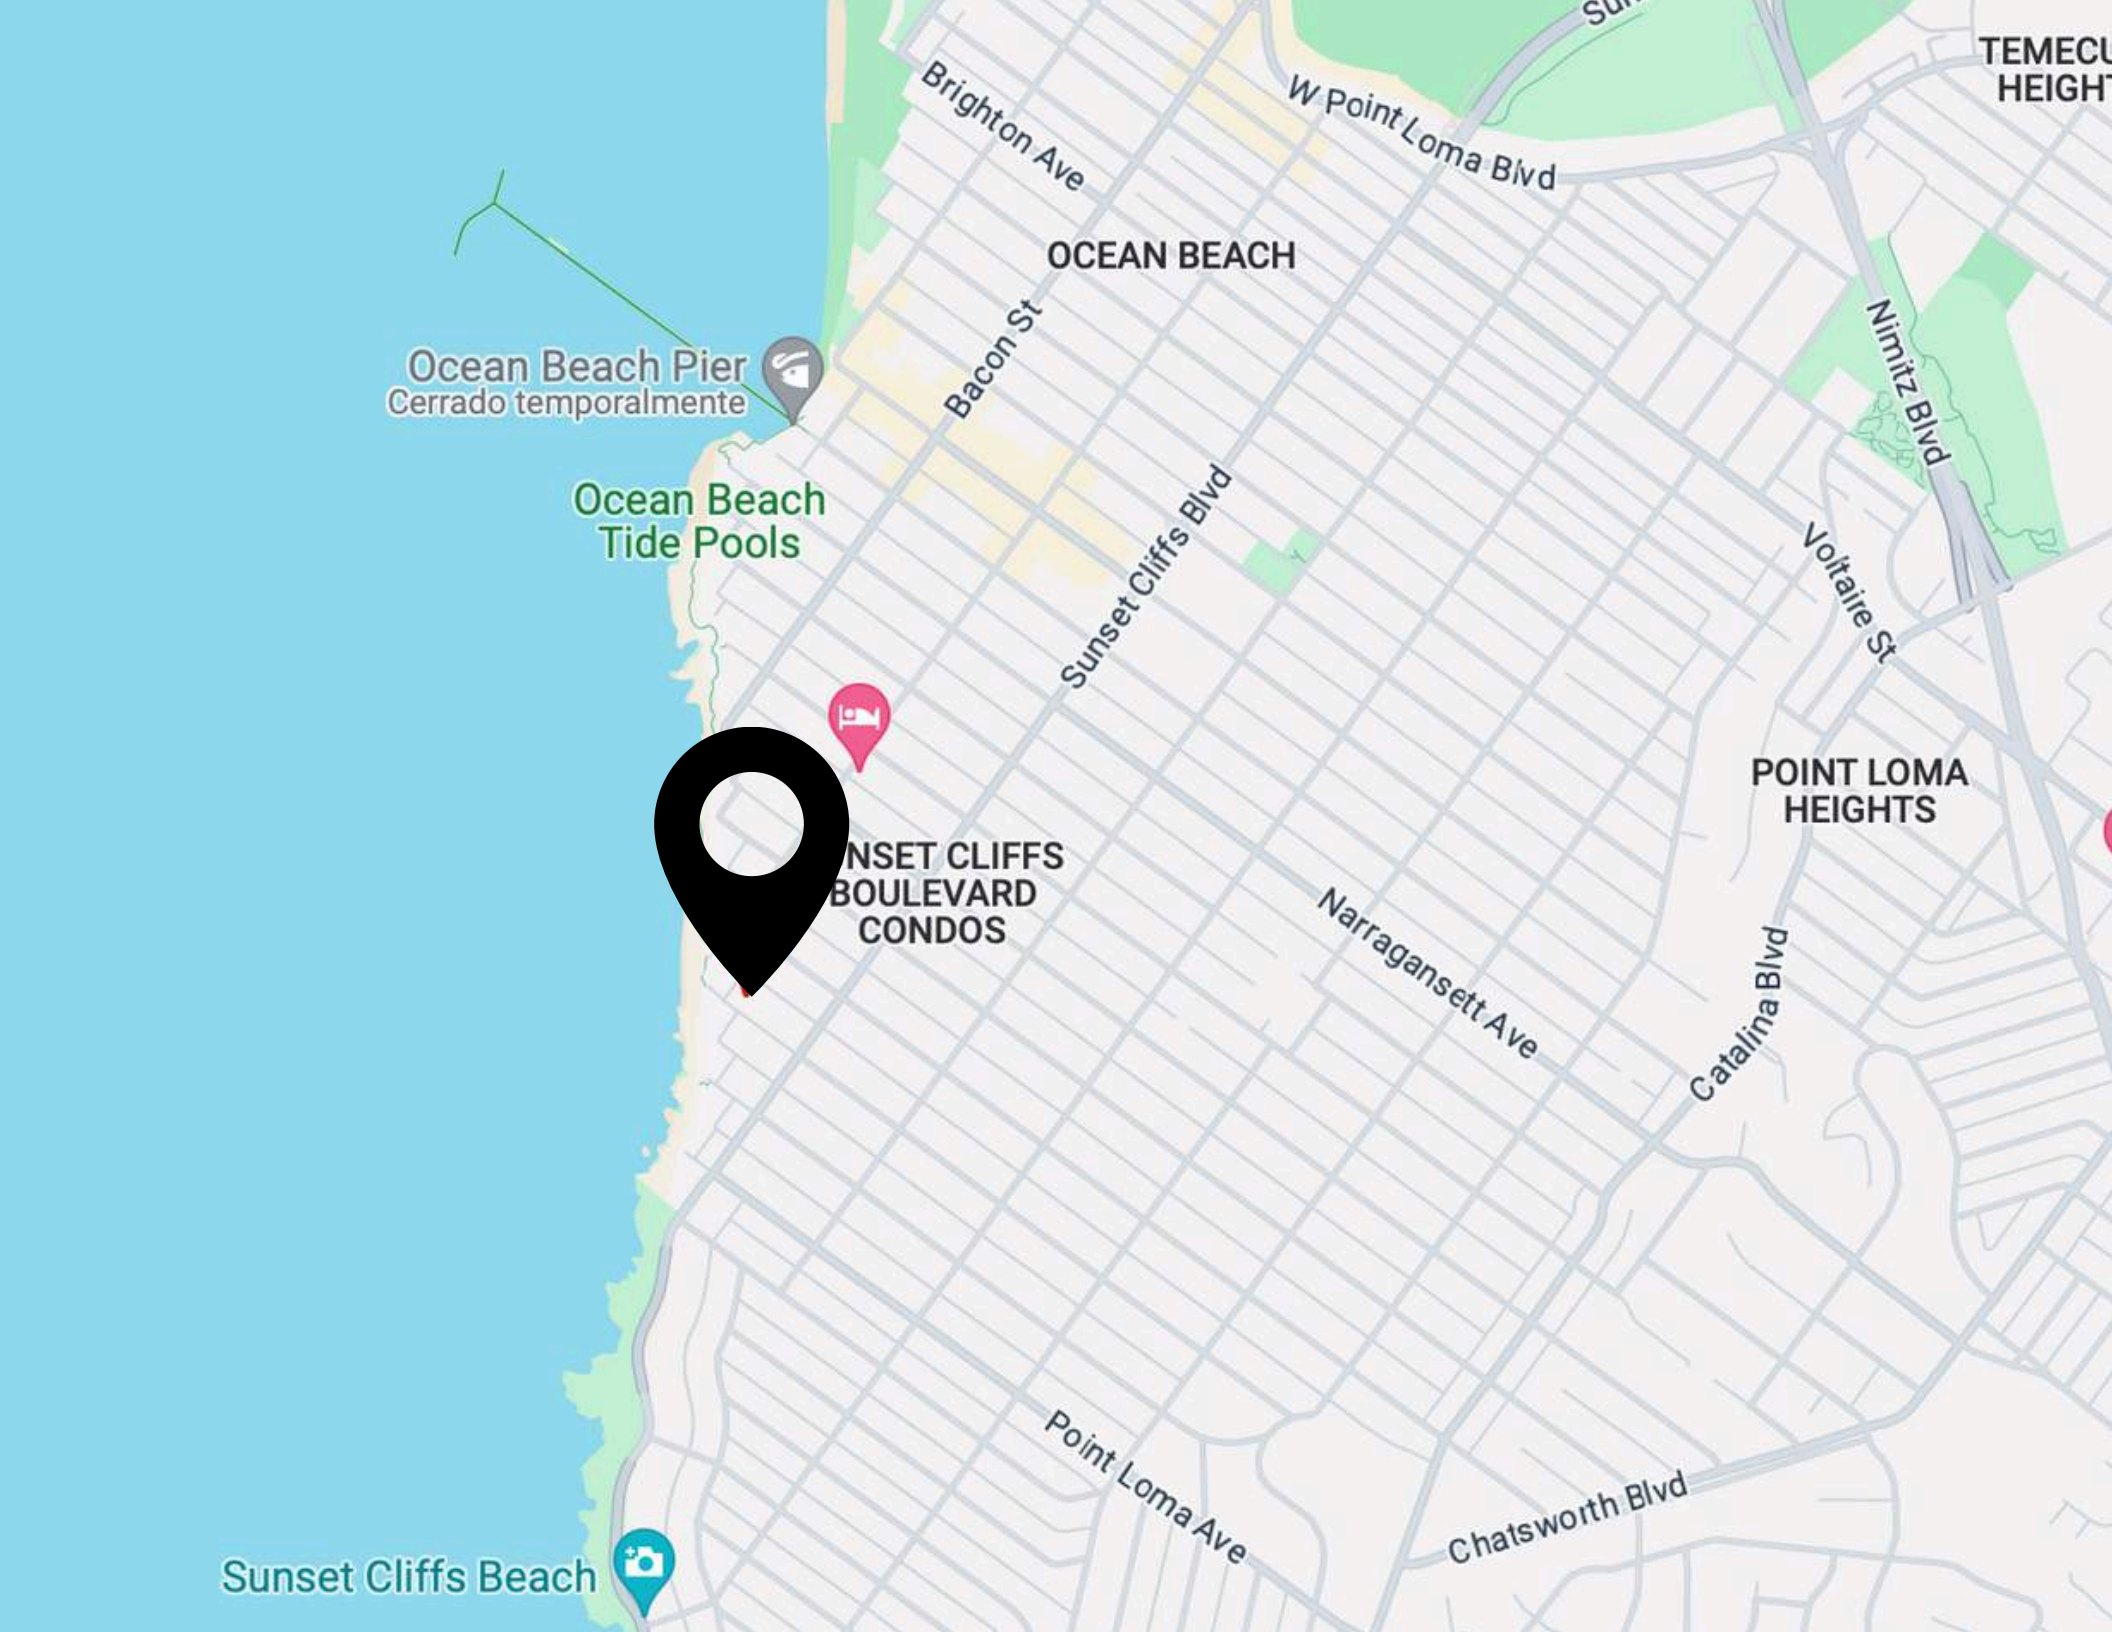 Sun
TEMECU
HEIGHT
Brighton Ave
W Point Loma Blvd
OCEAN BEACH
Bacon St
Nimitz Blvd
Ocean Beach Pier
Cerrado temporalmente
Ocean Beach
Tide Pools
Sunset Cliffs Blvd
Voltaire St
POINT LOMA
HEIGHTS
NSET CLIFFS
BOULEVARD
CONDOS
Narragansett Ave
Catalina Blvd
Point Loma Ave
Chatsworth Blvd
Sunset Cliffs Beach